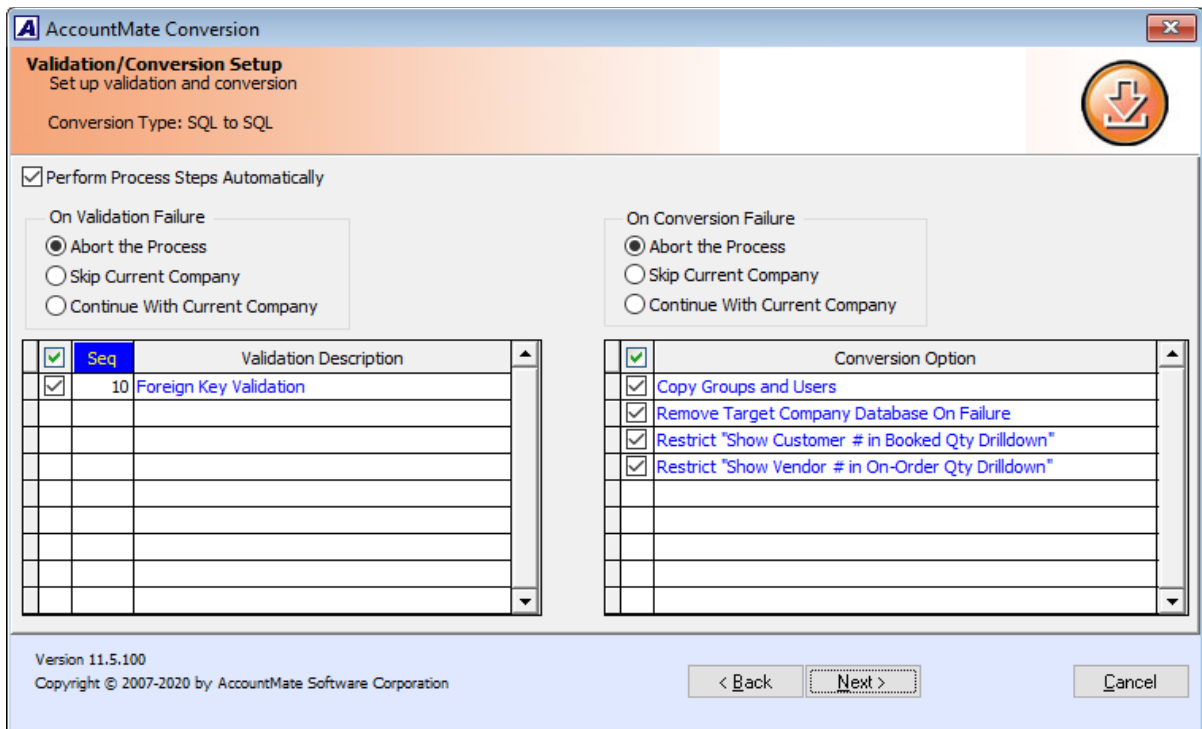 AccountMate Conversion
Validation/Conversion Setup
Set up validation and conversion
Conversion Type: SQL to SQL
Perform Process Steps Automatically
On Validation Failure
Abort the Process
Skip Current Company
Continue With Current Company
On Conversion Failure
Abort the Process
Skip Current Company
Continue With Current Company
Seq Validation Description
10 Foreign Key Validation
Conversion Option
Copy Groups and Users
Remove Target Company Database On Failure
Restrict "Show Customer # in Booked Qty Drilldown"
Restrict "Show Vendor # in On-Order Qty Drilldown"
Version 11.5.100
Copyright © 2007-2020 by AccountMate Software Corporation
< Back Next > Cancel